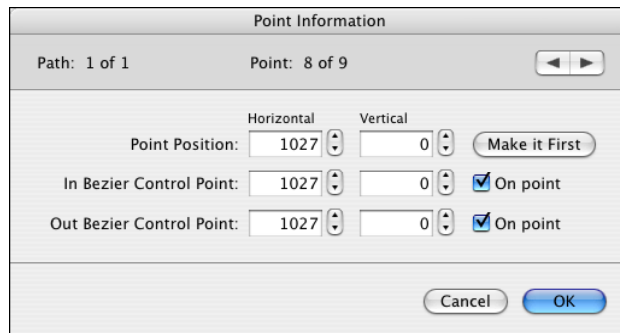 Point Information
Path: 1 of 1 Point: 8 of 9
Horizontal Vertical
Point Position: 1027 0 Make it First
In Bezier Control Point: 1027 0 On point
Out Bezier Control Point: 1027 0 On point
Cancel OK